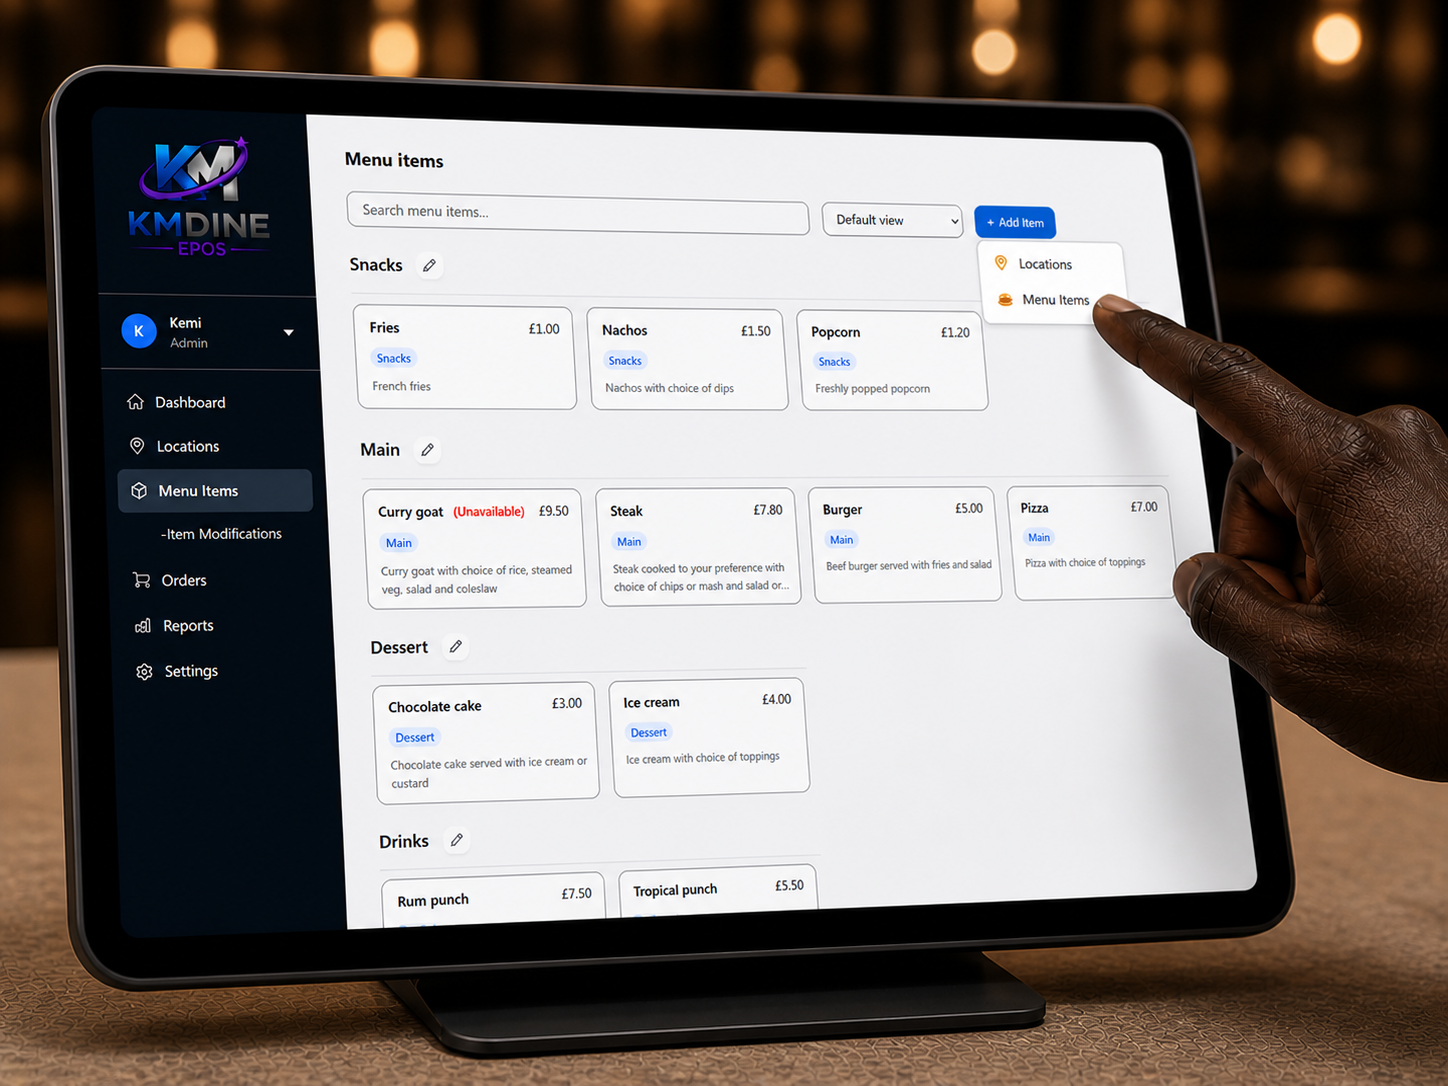 KM
KMDINE
EPOS
K
Kemi
Admin
Dashboard
Locations
Menu Items
-Item Modifications
Orders
Reports
Settings
Menu items
Search menu items...
Default view
+ Add Item
Locations
Menu Items
Snacks
Fries £1.00
Snacks
French fries
Nachos £1.50
Snacks
Nachos with choice of dips
Popcorn £1.20
Snacks
Freshly popped popcorn
Main
Curry goat (Unavailable) £9.50
Main
Curry goat with choice of rice, steamed
veg, salad and coleslaw
Steak £7.80
Main
Steak cooked to your preference with
choice of chips or mash and salad or...
Burger £5.00
Main
Beef burger served with fries and salad
Pizza £7.00
Main
Pizza with choice of toppings
Dessert
Chocolate cake £3.00
Dessert
Chocolate cake served with ice cream or
custard
Ice cream £4.00
Dessert
Ice cream with choice of toppings
Drinks
Rum punch £7.50
Tropical punch £5.50